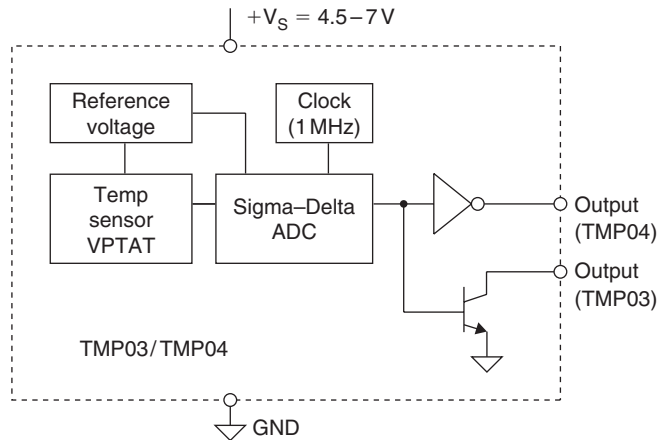 +VS = 4.5–7 V
Reference
voltage
Clock
(1 MHz)
Temp
sensor
VPTAT
Sigma–Delta
ADC
Output
(TMP04)
Output
(TMP03)
TMP03/TMP04
GND